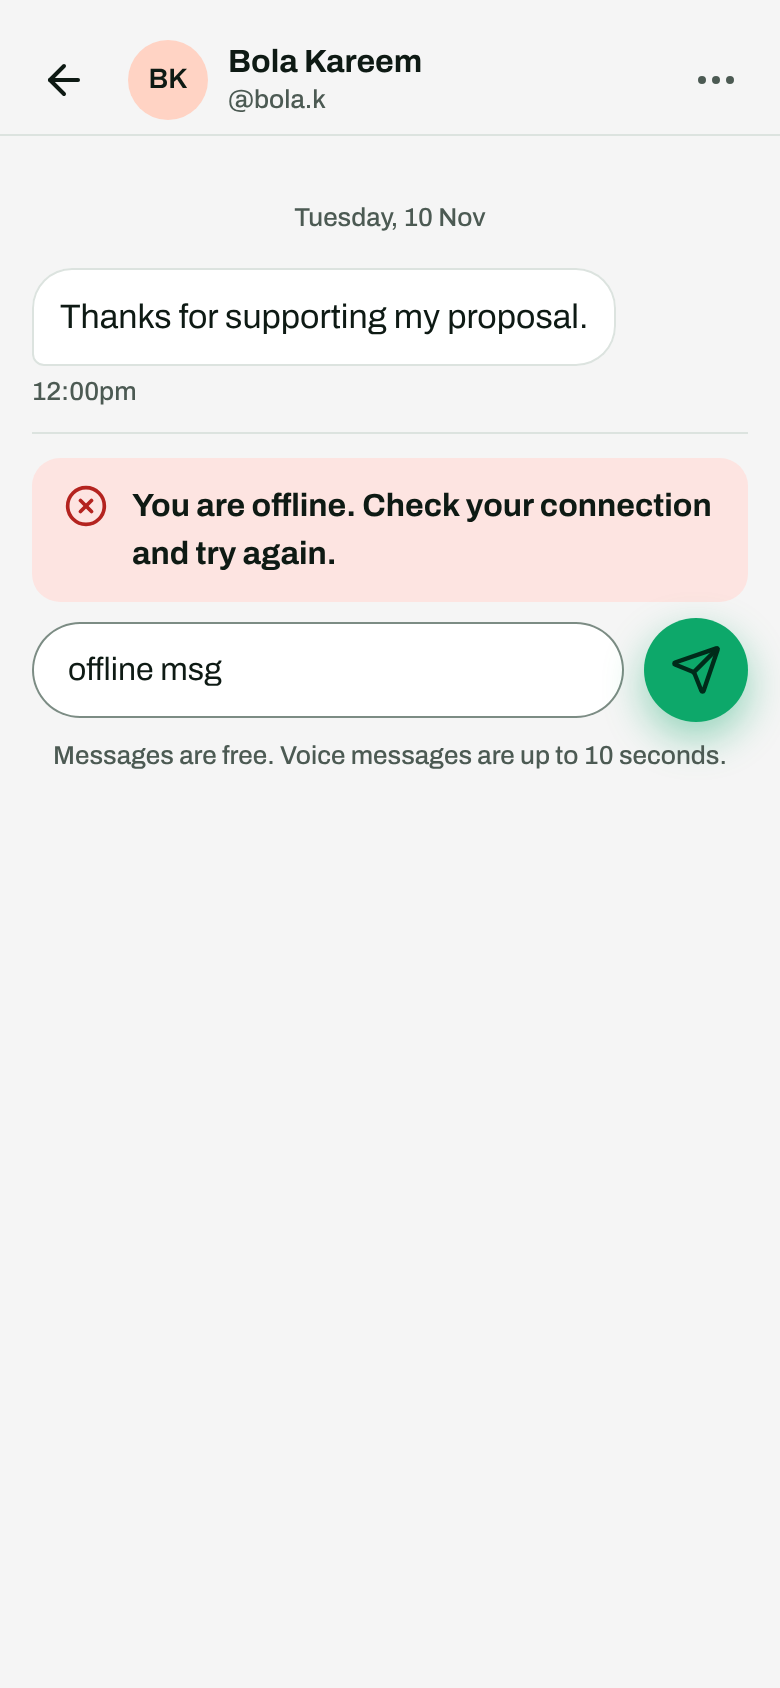 BK
Bola Kareem
@bola.k
Tuesday, 10 Nov
Thanks for supporting my proposal.
12:00pm
You are offline. Check your connection
and try again.
offline msg
Messages are free. Voice messages are up to 10 seconds.